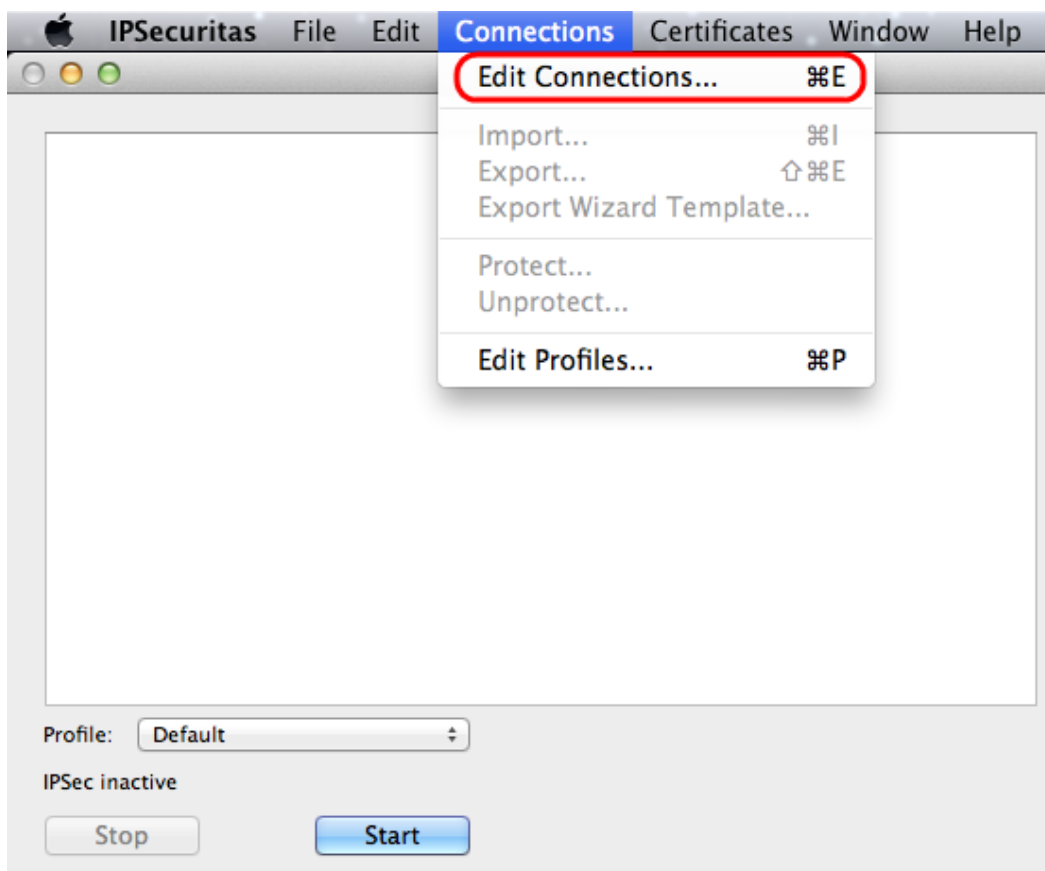 IPSecuritas File Edit Connections Certificates Window Help
Edit Connections... ⌘E
Import... ⌘I
Export... ⇧⌘E
Export Wizard Template...
Protect...
Unprotect...
Edit Profiles... ⌘P
Profile: Default
IPSec inactive
Stop Start